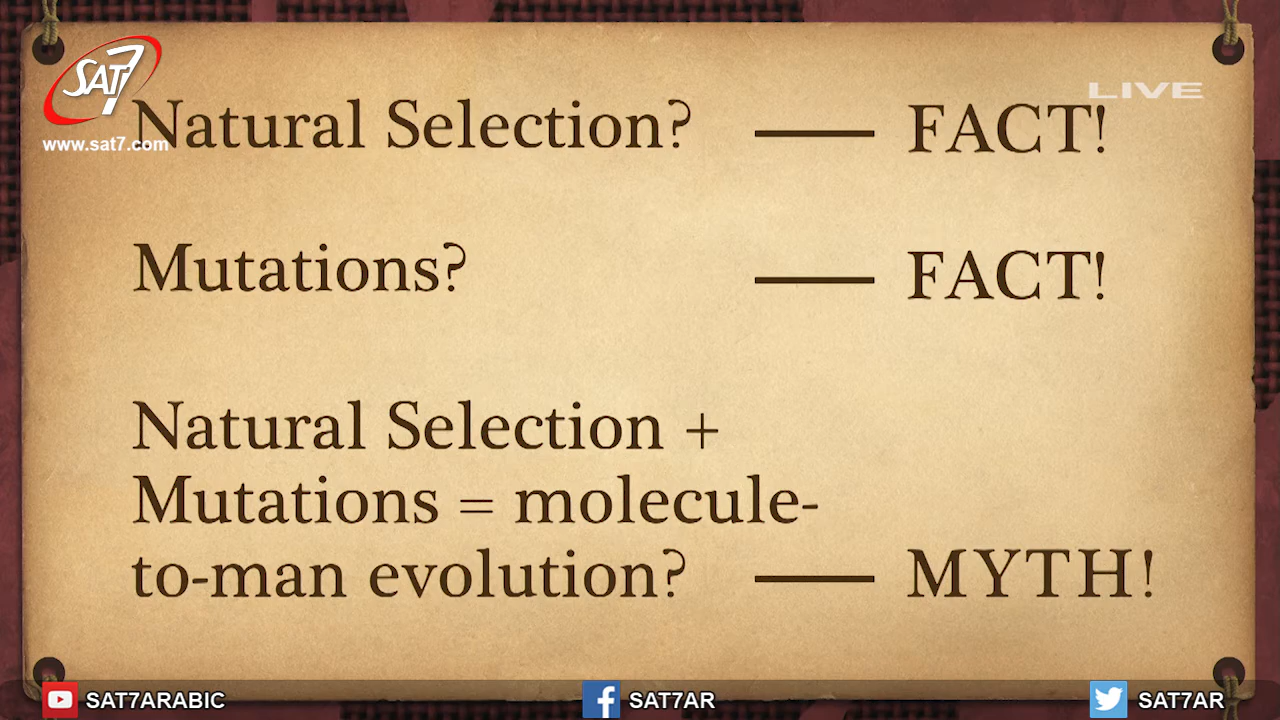 SAT7
www.sat7.com
LIVE
Natural Selection? — FACT!
Mutations? — FACT!
Natural Selection +
Mutations = molecule-
to-man evolution? — MYTH!
SAT7ARABIC SAT7AR SAT7AR